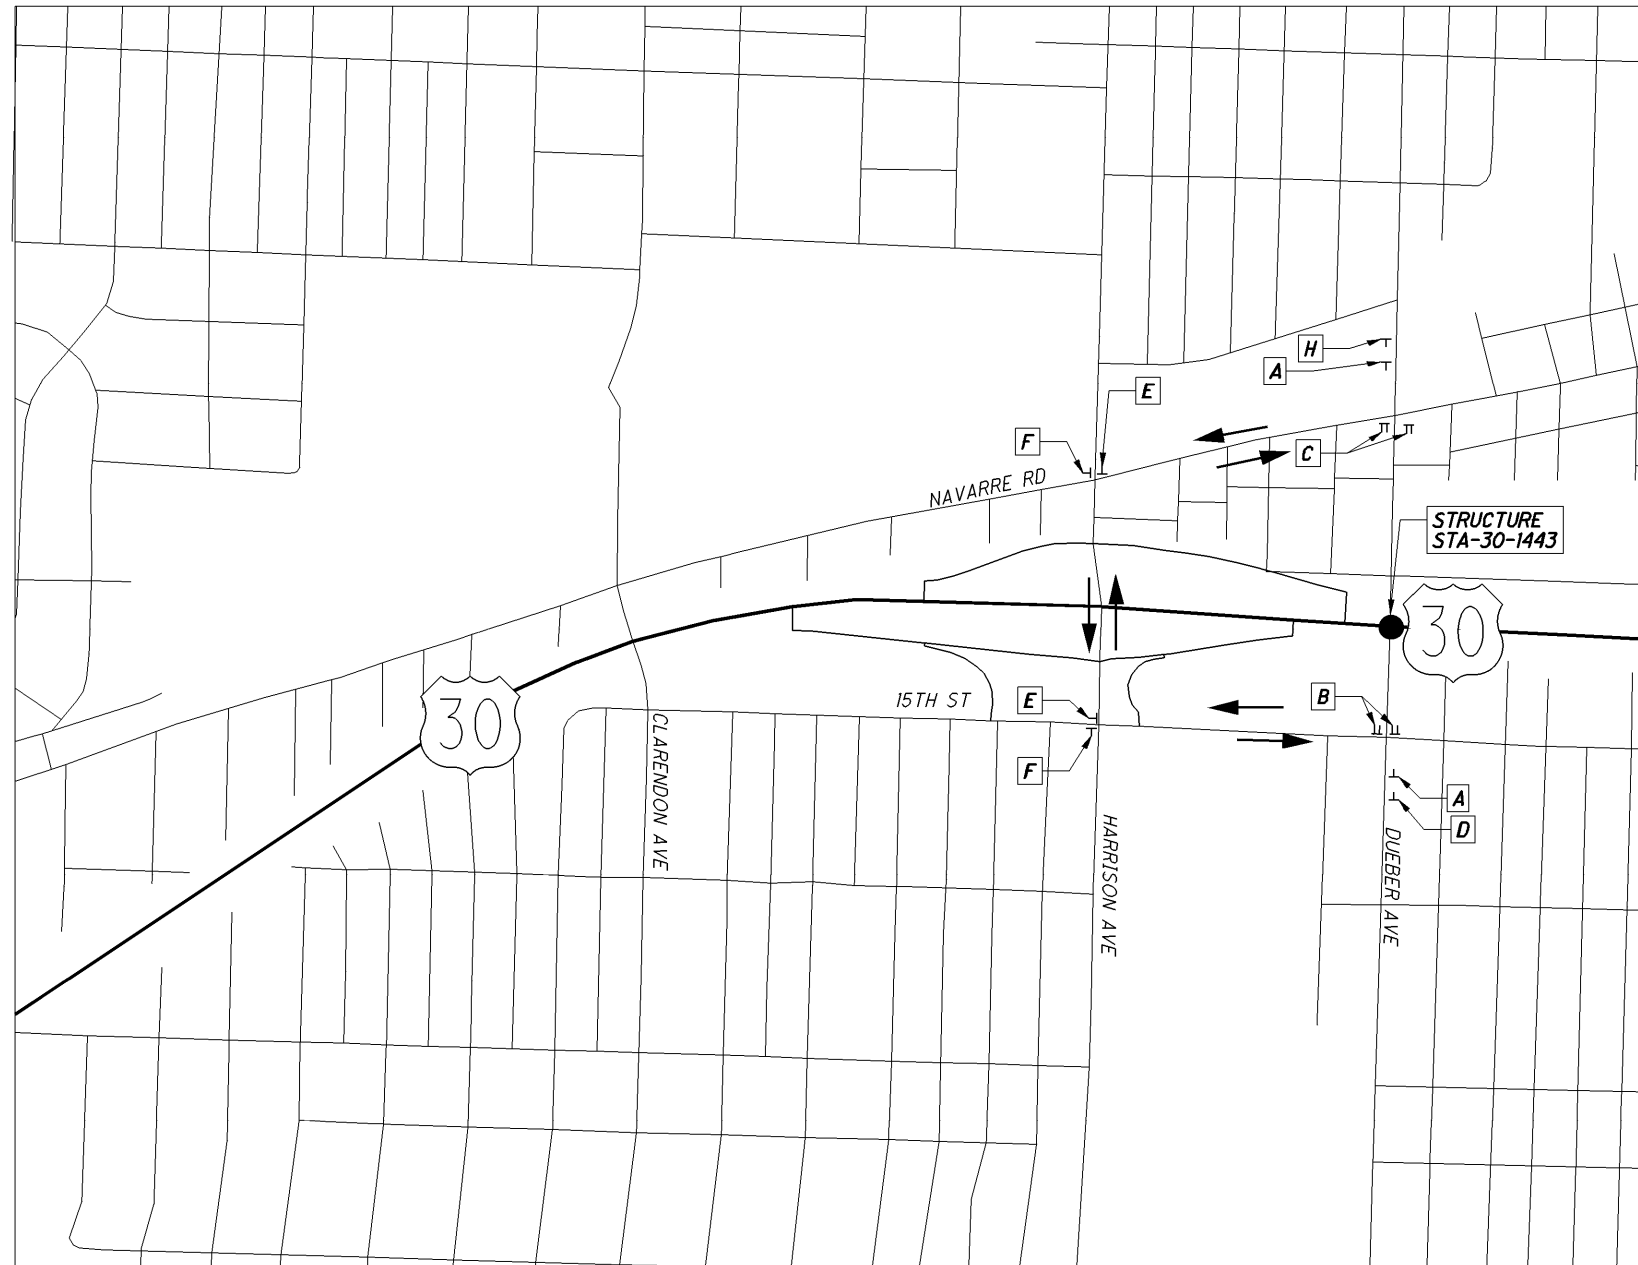 H
A
E
F
C
NAVARRE RD
STRUCTURE
STA-30-1443
30
15TH ST
E
B
30
CLARENDON AVE
F
A
D
HARRISON AVE
DUEBER AVE